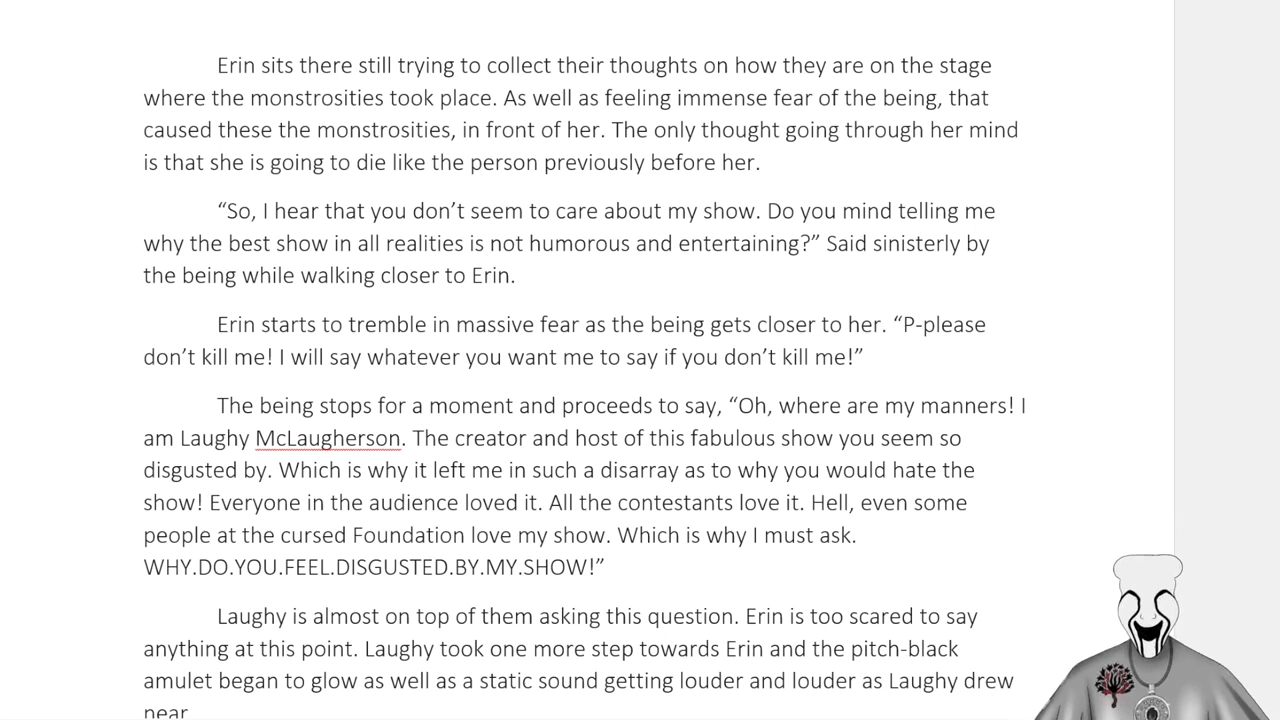 Erin sits there still trying to collect their thoughts on how they are on the stage
where the monstrosities took place. As well as feeling immense fear of the being, that
caused these the monstrosities, in front of her. The only thought going through her mind
is that she is going to die like the person previously before her.
“So, I hear that you don’t seem to care about my show. Do you mind telling me
why the best show in all realities is not humorous and entertaining?” Said sinisterly by
the being while walking closer to Erin.
Erin starts to tremble in massive fear as the being gets closer to her. “P-please
don’t kill me! I will say whatever you want me to say if you don’t kill me!”
The being stops for a moment and proceeds to say, “Oh, where are my manners! I
am Laughy McLaugherson. The creator and host of this fabulous show you seem so
disgusted by. Which is why it left me in such a disarray as to why you would hate the
show! Everyone in the audience loved it. All the contestants love it. Hell, even some
people at the cursed Foundation love my show. Which is why I must ask.
WHY.DO.YOU.FEEL.DISGUSTED.BY.MY.SHOW!”
Laughy is almost on top of them asking this question. Erin is too scared to say
anything at this point. Laughy took one more step towards Erin and the pitch-black
amulet began to glow as well as a static sound getting louder and louder as Laughy drew
near